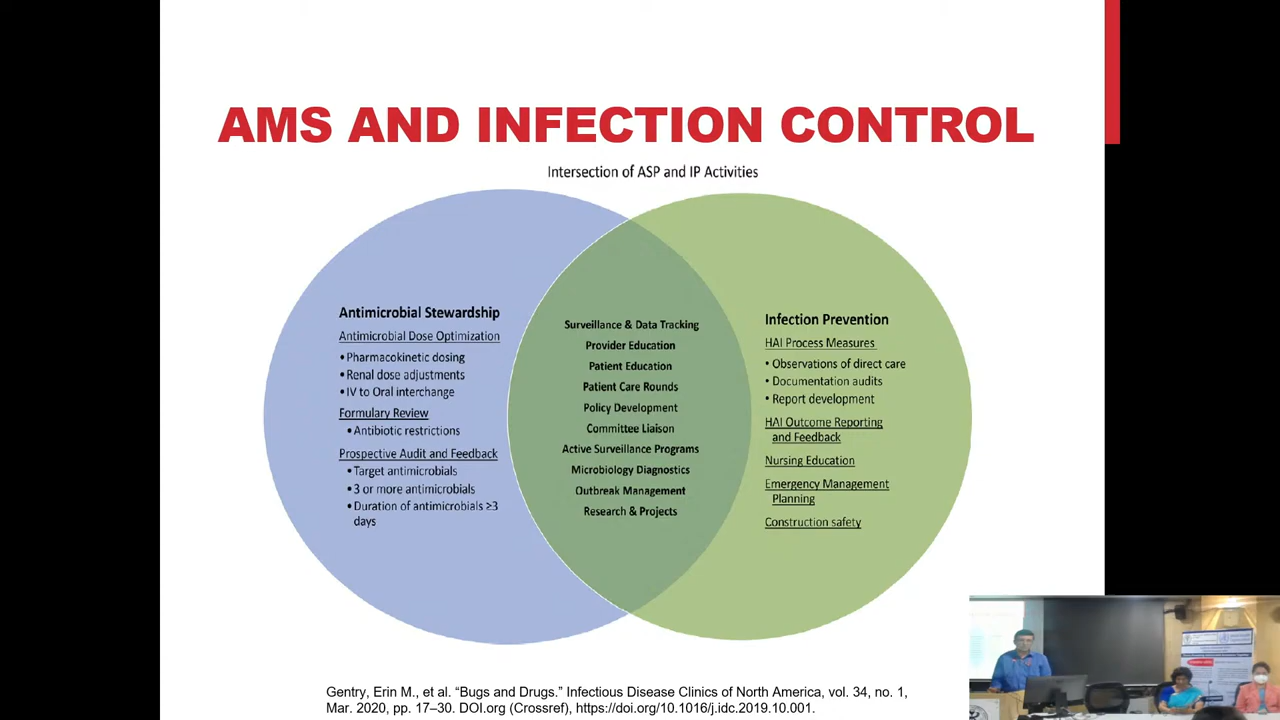 AMS AND INFECTION CONTROL
Intersection of ASP and IP Activities
Antimicrobial Stewardship
Antimicrobial Dose Optimization
•Pharmacokinetic dosing
•Renal dose adjustments
•IV to Oral interchange
Formulary Review
•Antibiotic restrictions
Prospective Audit and Feedback
•Target antimicrobials
•3 or more antimicrobials
•Duration of antimicrobials ≥3
days
Surveillance & Data Tracking
Provider Education
Patient Education
Patient Care Rounds
Policy Development
Committee Liaison
Active Surveillance Programs
Microbiology Diagnostics
Outbreak Management
Research & Projects
Infection Prevention
HAI Process Measures
• Observations of direct care
• Documentation audits
• Report development
HAI Outcome Reporting
and Feedback
Nursing Education
Emergency Management
Planning
Construction safety
Gentry, Erin M., et al. “Bugs and Drugs.” Infectious Disease Clinics of North America, vol. 34, no. 1,
Mar. 2020, pp. 17–30. DOI.org (Crossref), https://doi.org/10.1016/j.idc.2019.10.001.